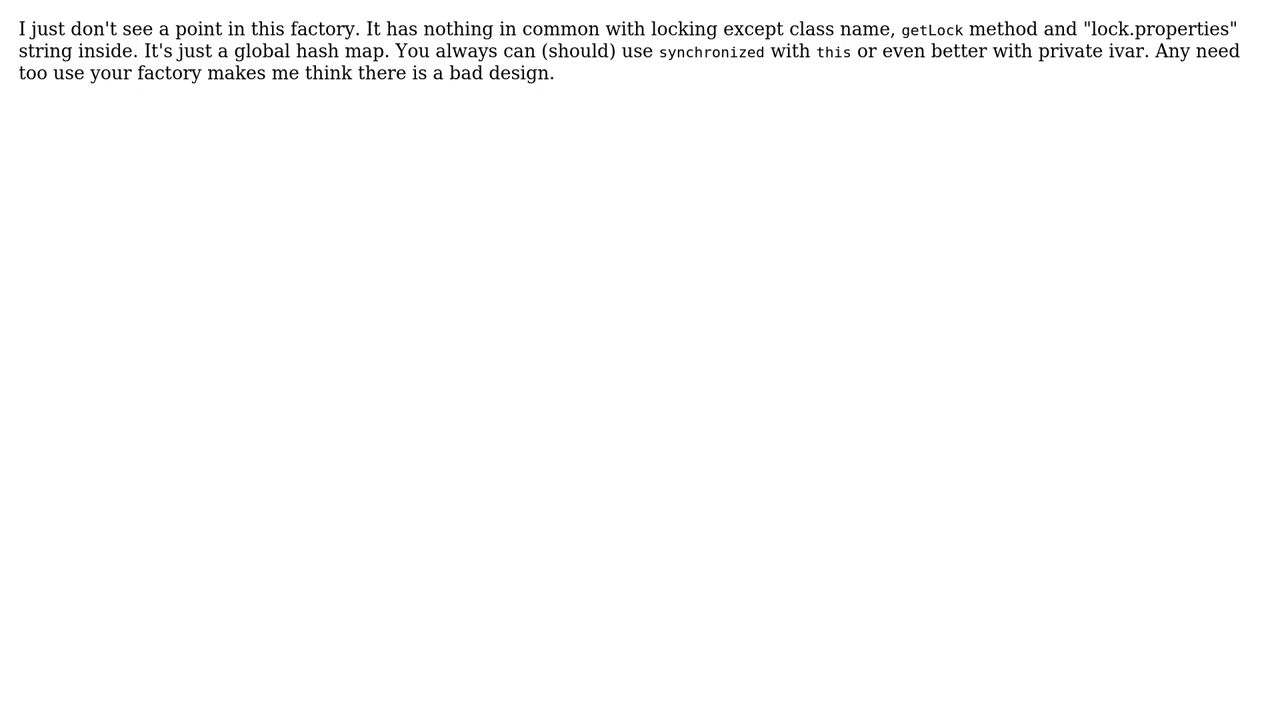 I just don't see a point in this factory. It has nothing in common with locking except class name, getLock method and "lock.properties"
string inside. It's just a global hash map. You always can (should) use synchronized with this or even better with private ivar. Any need
too use your factory makes me think there is a bad design.